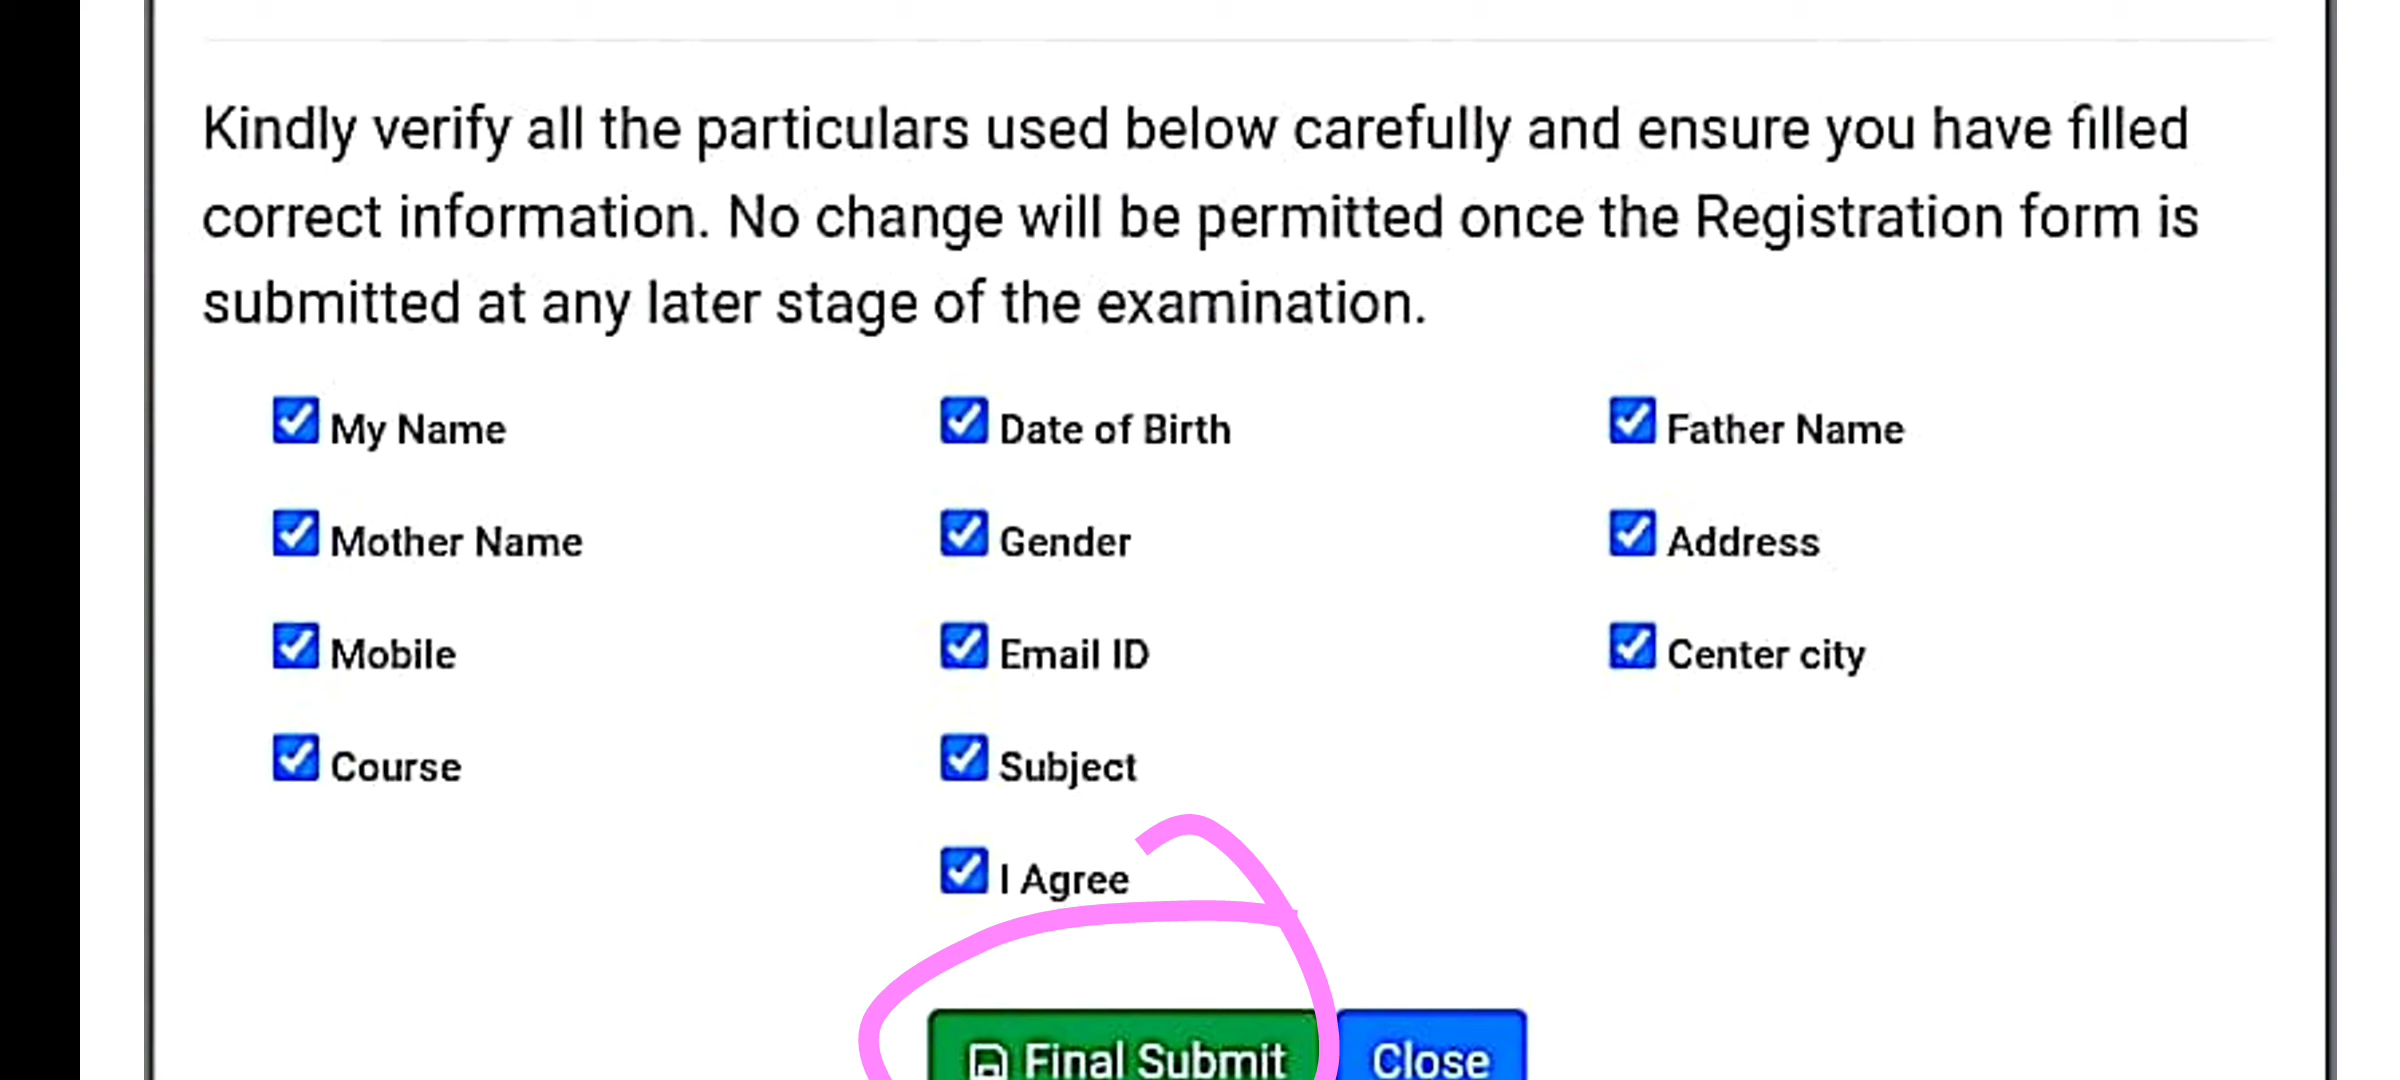 Kindly verify all the particulars used below carefully and ensure you have filled
correct information. No change will be permitted once the Registration form is
submitted at any later stage of the examination.
My Name Date of Birth Father Name
Mother Name Gender Address
Mobile Email ID Center city
Course Subject
I Agree
Final Submit Close